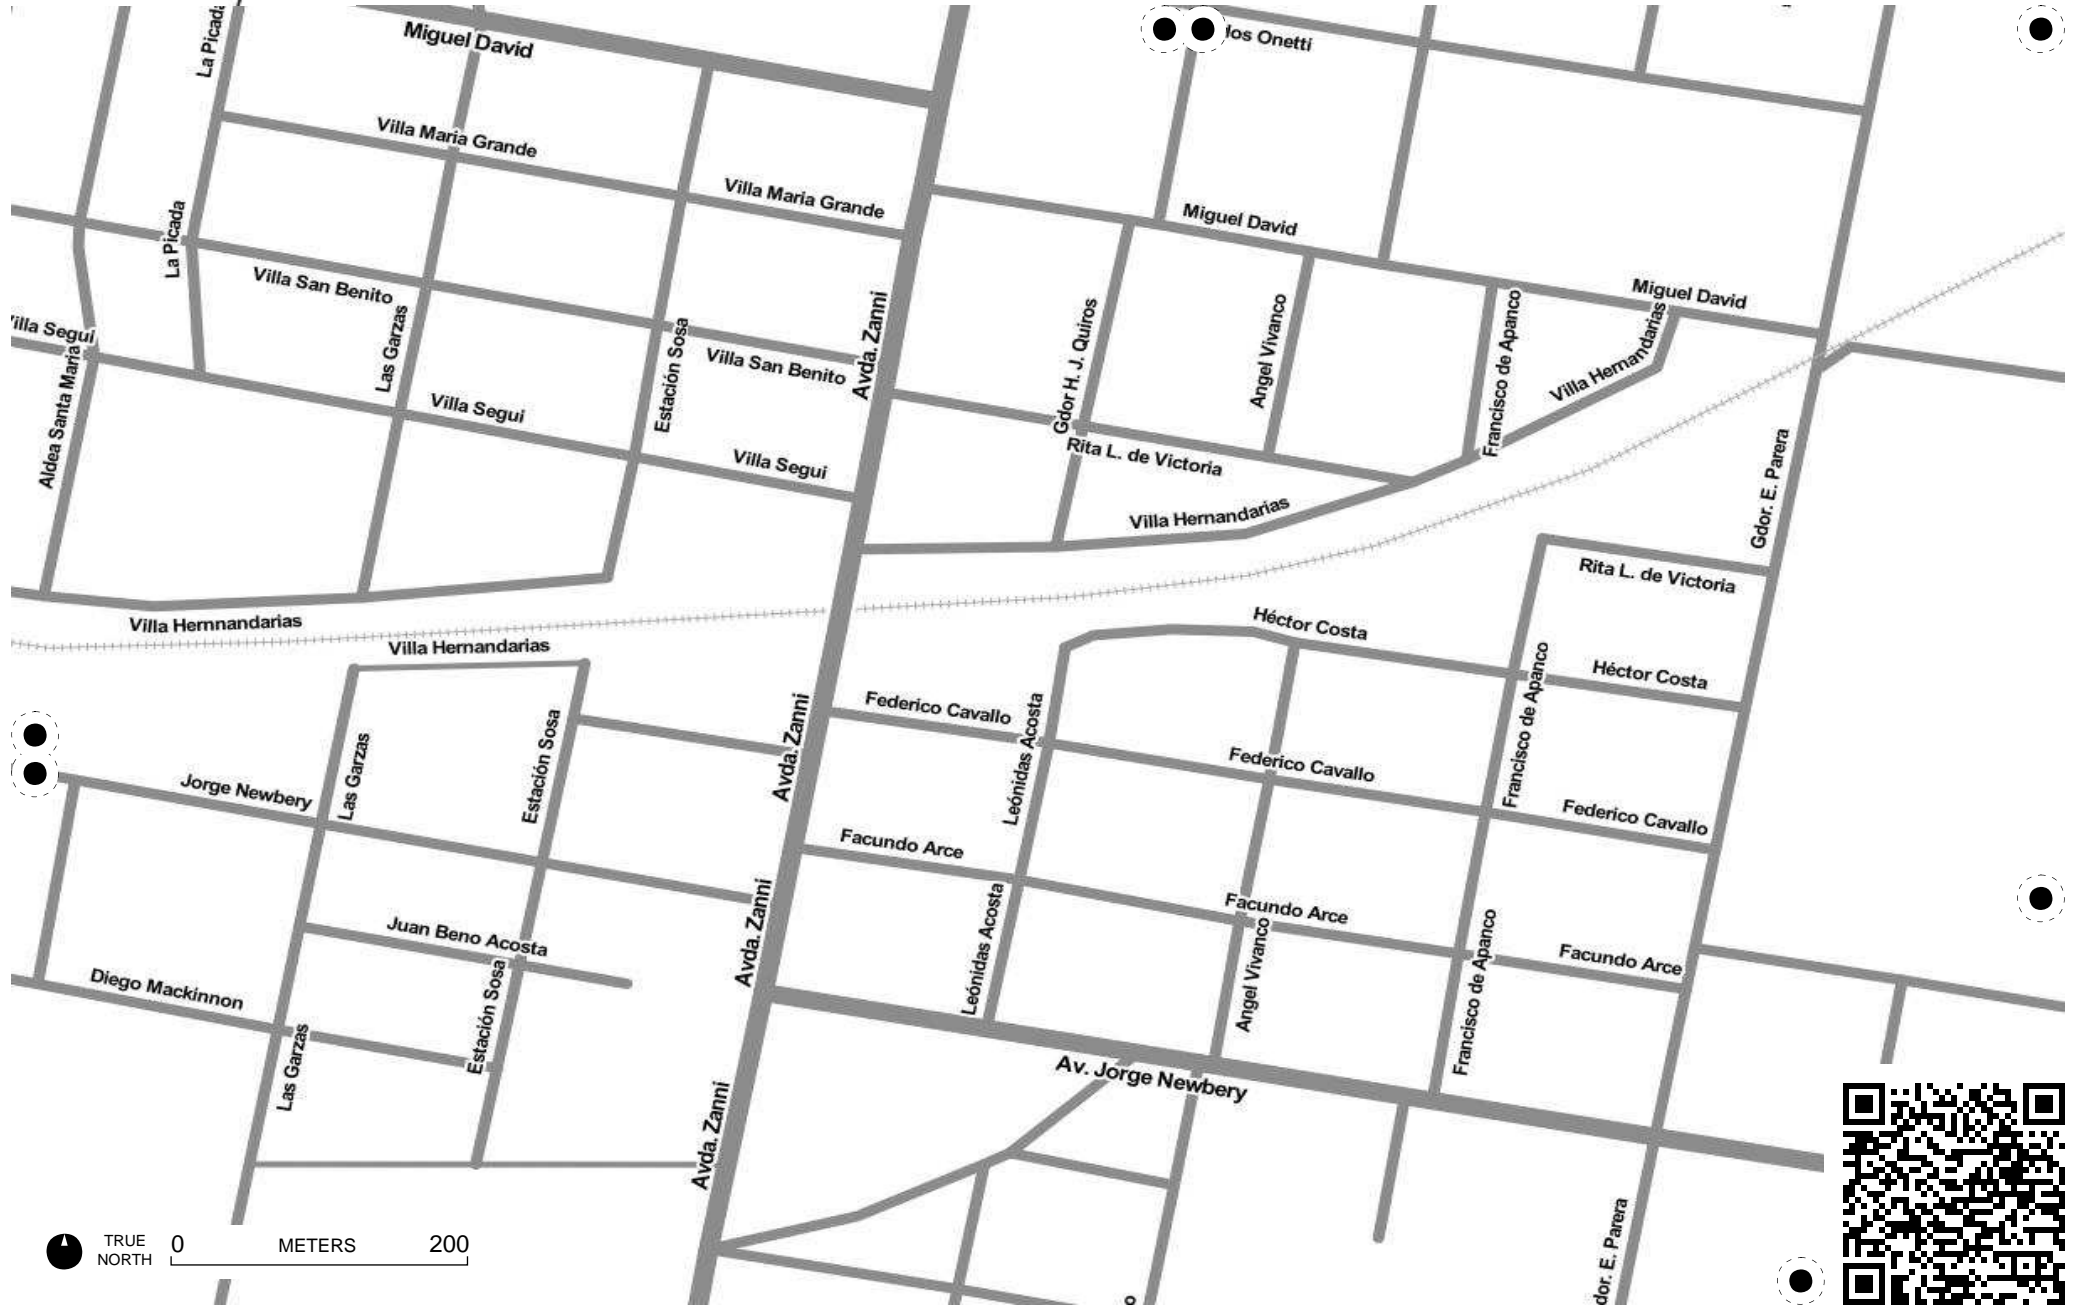 La Picada
Miguel David
los Onetti
Villa Maria Grande
Villa Maria Grande
Miguel David
La Picada
Villa San Benito
Miguel David
Villa Segui
Las Garzas
Estación Sosa
Villa San Benito
Avda. Zanni
Gdor H. J. Quiros
Angel Vivanco
Francisco de Apanco
Villa Hernandarias
Aldea Santa Maria
Villa Segui
Villa Segui
Rita L. de Victoria
Villa Hernandarias
Gdor. E. Parera
Rita L. de Victoria
Villa Hernnandarias
Villa Hernandarias
Héctor Costa
Héctor Costa
Federico Cavallo
Leónidas Acosta
Avda. Zanni
Francisco de Apanco
Federico Cavallo
Federico Cavallo
Jorge Newbery
Las Garzas
Estación Sosa
Facundo Arce
Facundo Arce
Facundo Arce
Juan Beno Acosta
Avda. Zanni
Leónidas Acosta
Angel Vivanco
Francisco de Apanco
Diego Mackinnon
Estación Sosa
Las Garzas
Av. Jorge Newbery
Avda. Zanni
dor. E. Parera
TRUE
NORTH
0 METERS 200
o